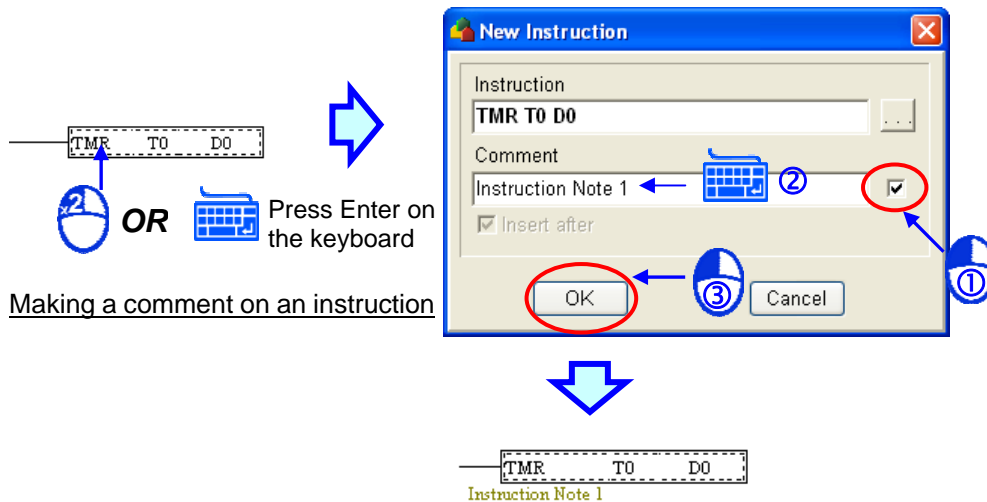 TMR T0 D0
x2
OR
Press Enter on
the keyboard
Making a comment on an instruction
New Instruction
Instruction
TMR T0 D0
...
Comment
Instruction Note 1
②
Insert after
①
OK
③
Cancel
TMR T0 D0
Instruction Note 1